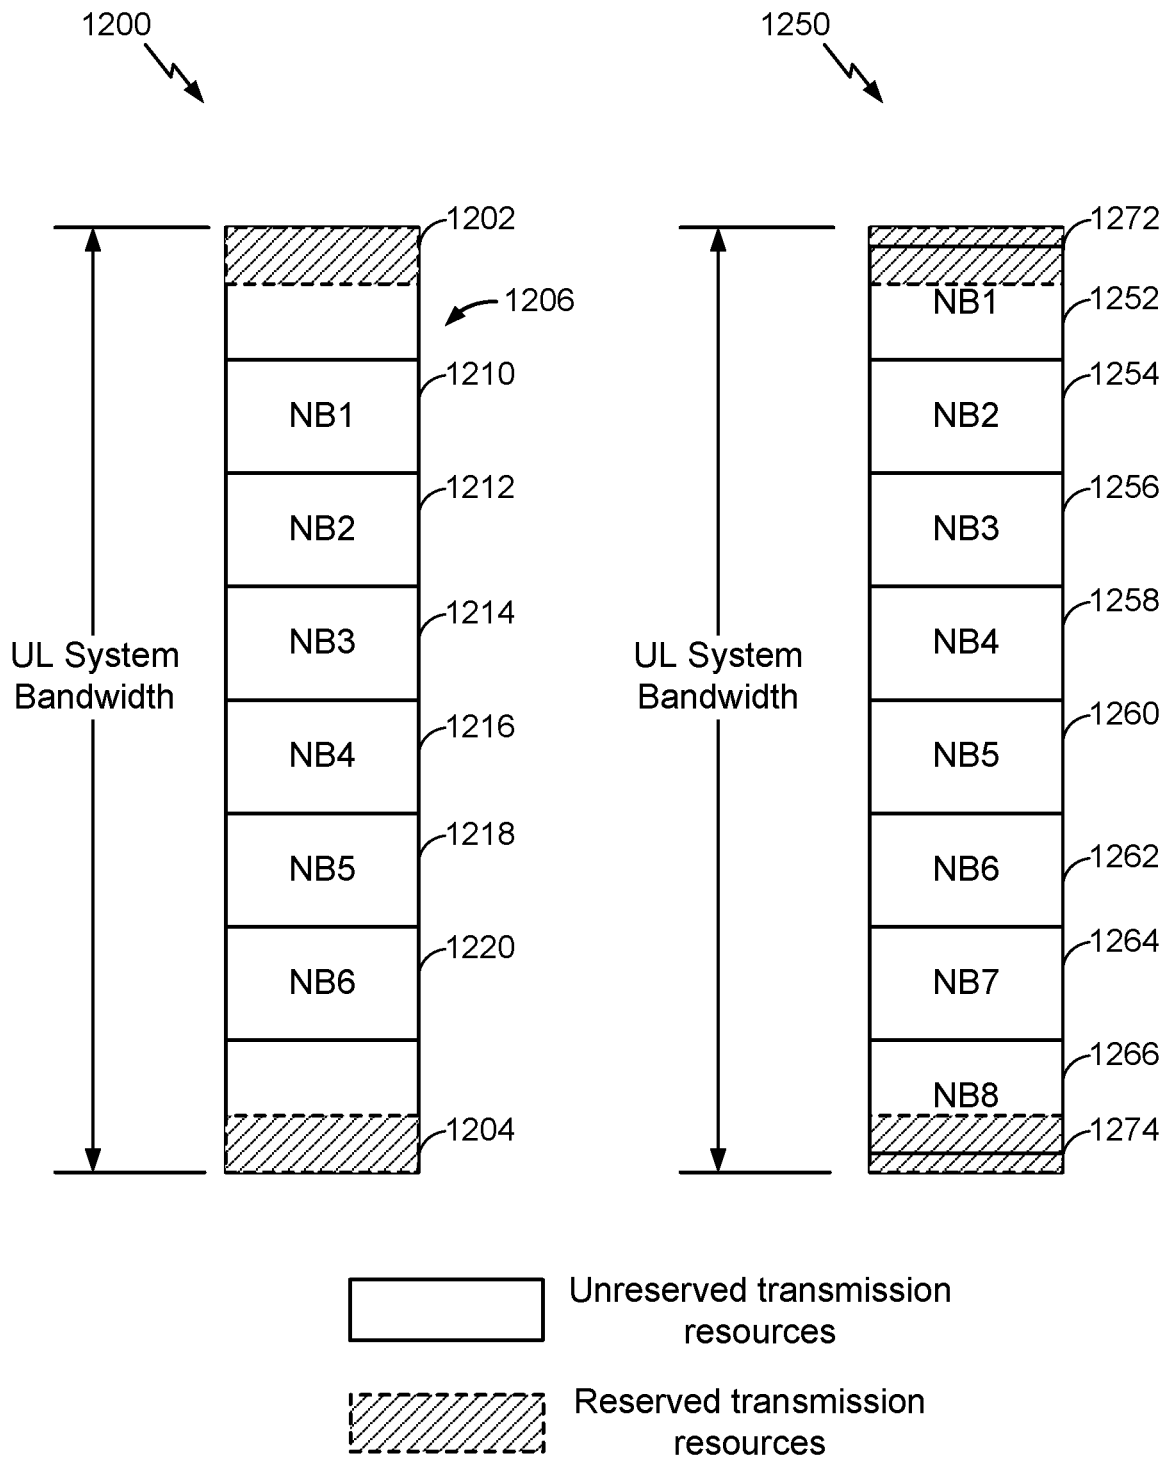 1200
1250
1202
1206
1210
NB1
1212
NB2
1214
NB3
UL System
Bandwidth
1216
NB4
1218
NB5
1220
NB6
1204
1272
NB1
1252
1254
NB2
1256
NB3
1258
NB4
UL System
Bandwidth
1260
NB5
1262
NB6
1264
NB7
1266
NB8
1274
Unreserved transmission
resources
Reserved transmission
resources